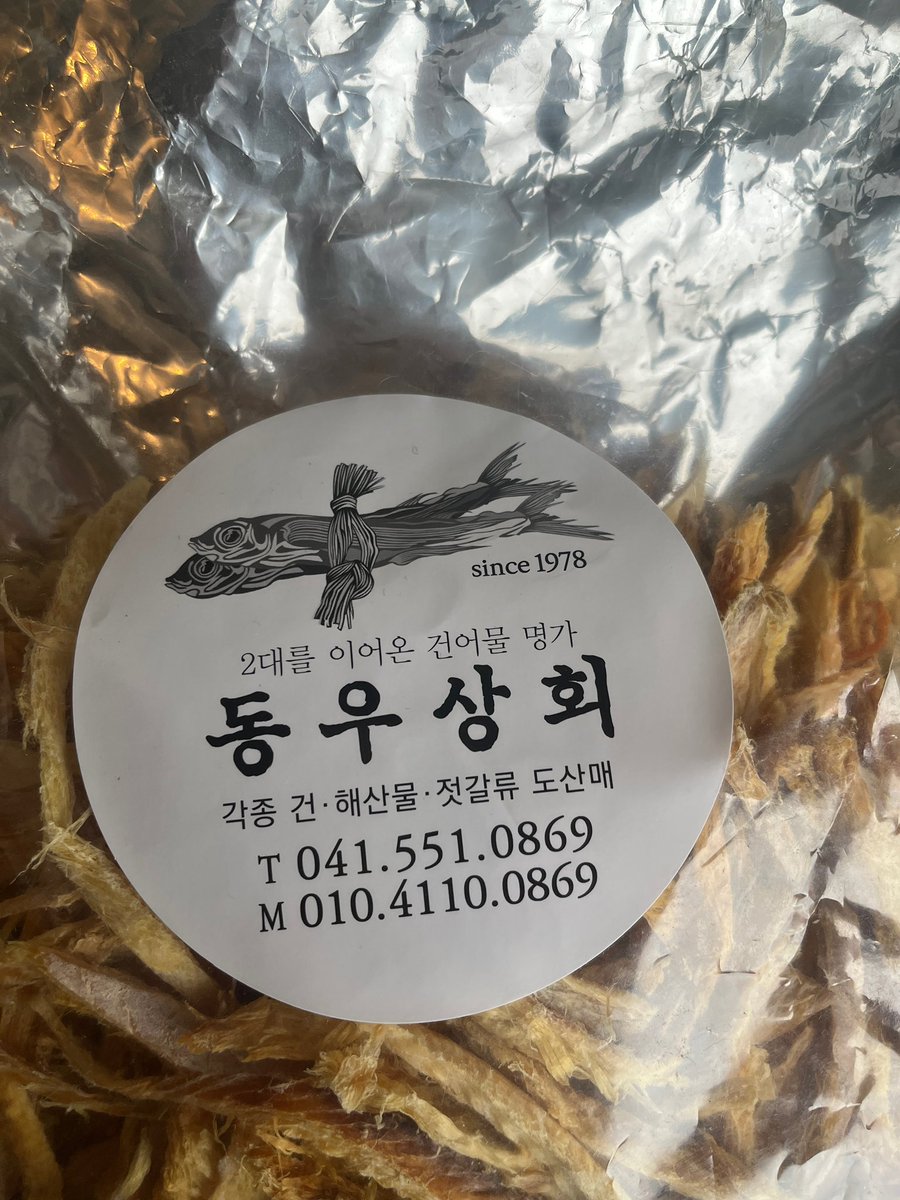 since 1978
2대를 이어온 건어물 명가
동우상회
각종 건·해산물·젓갈류 도산매
T 041.551.0869
M 010.4110.0869